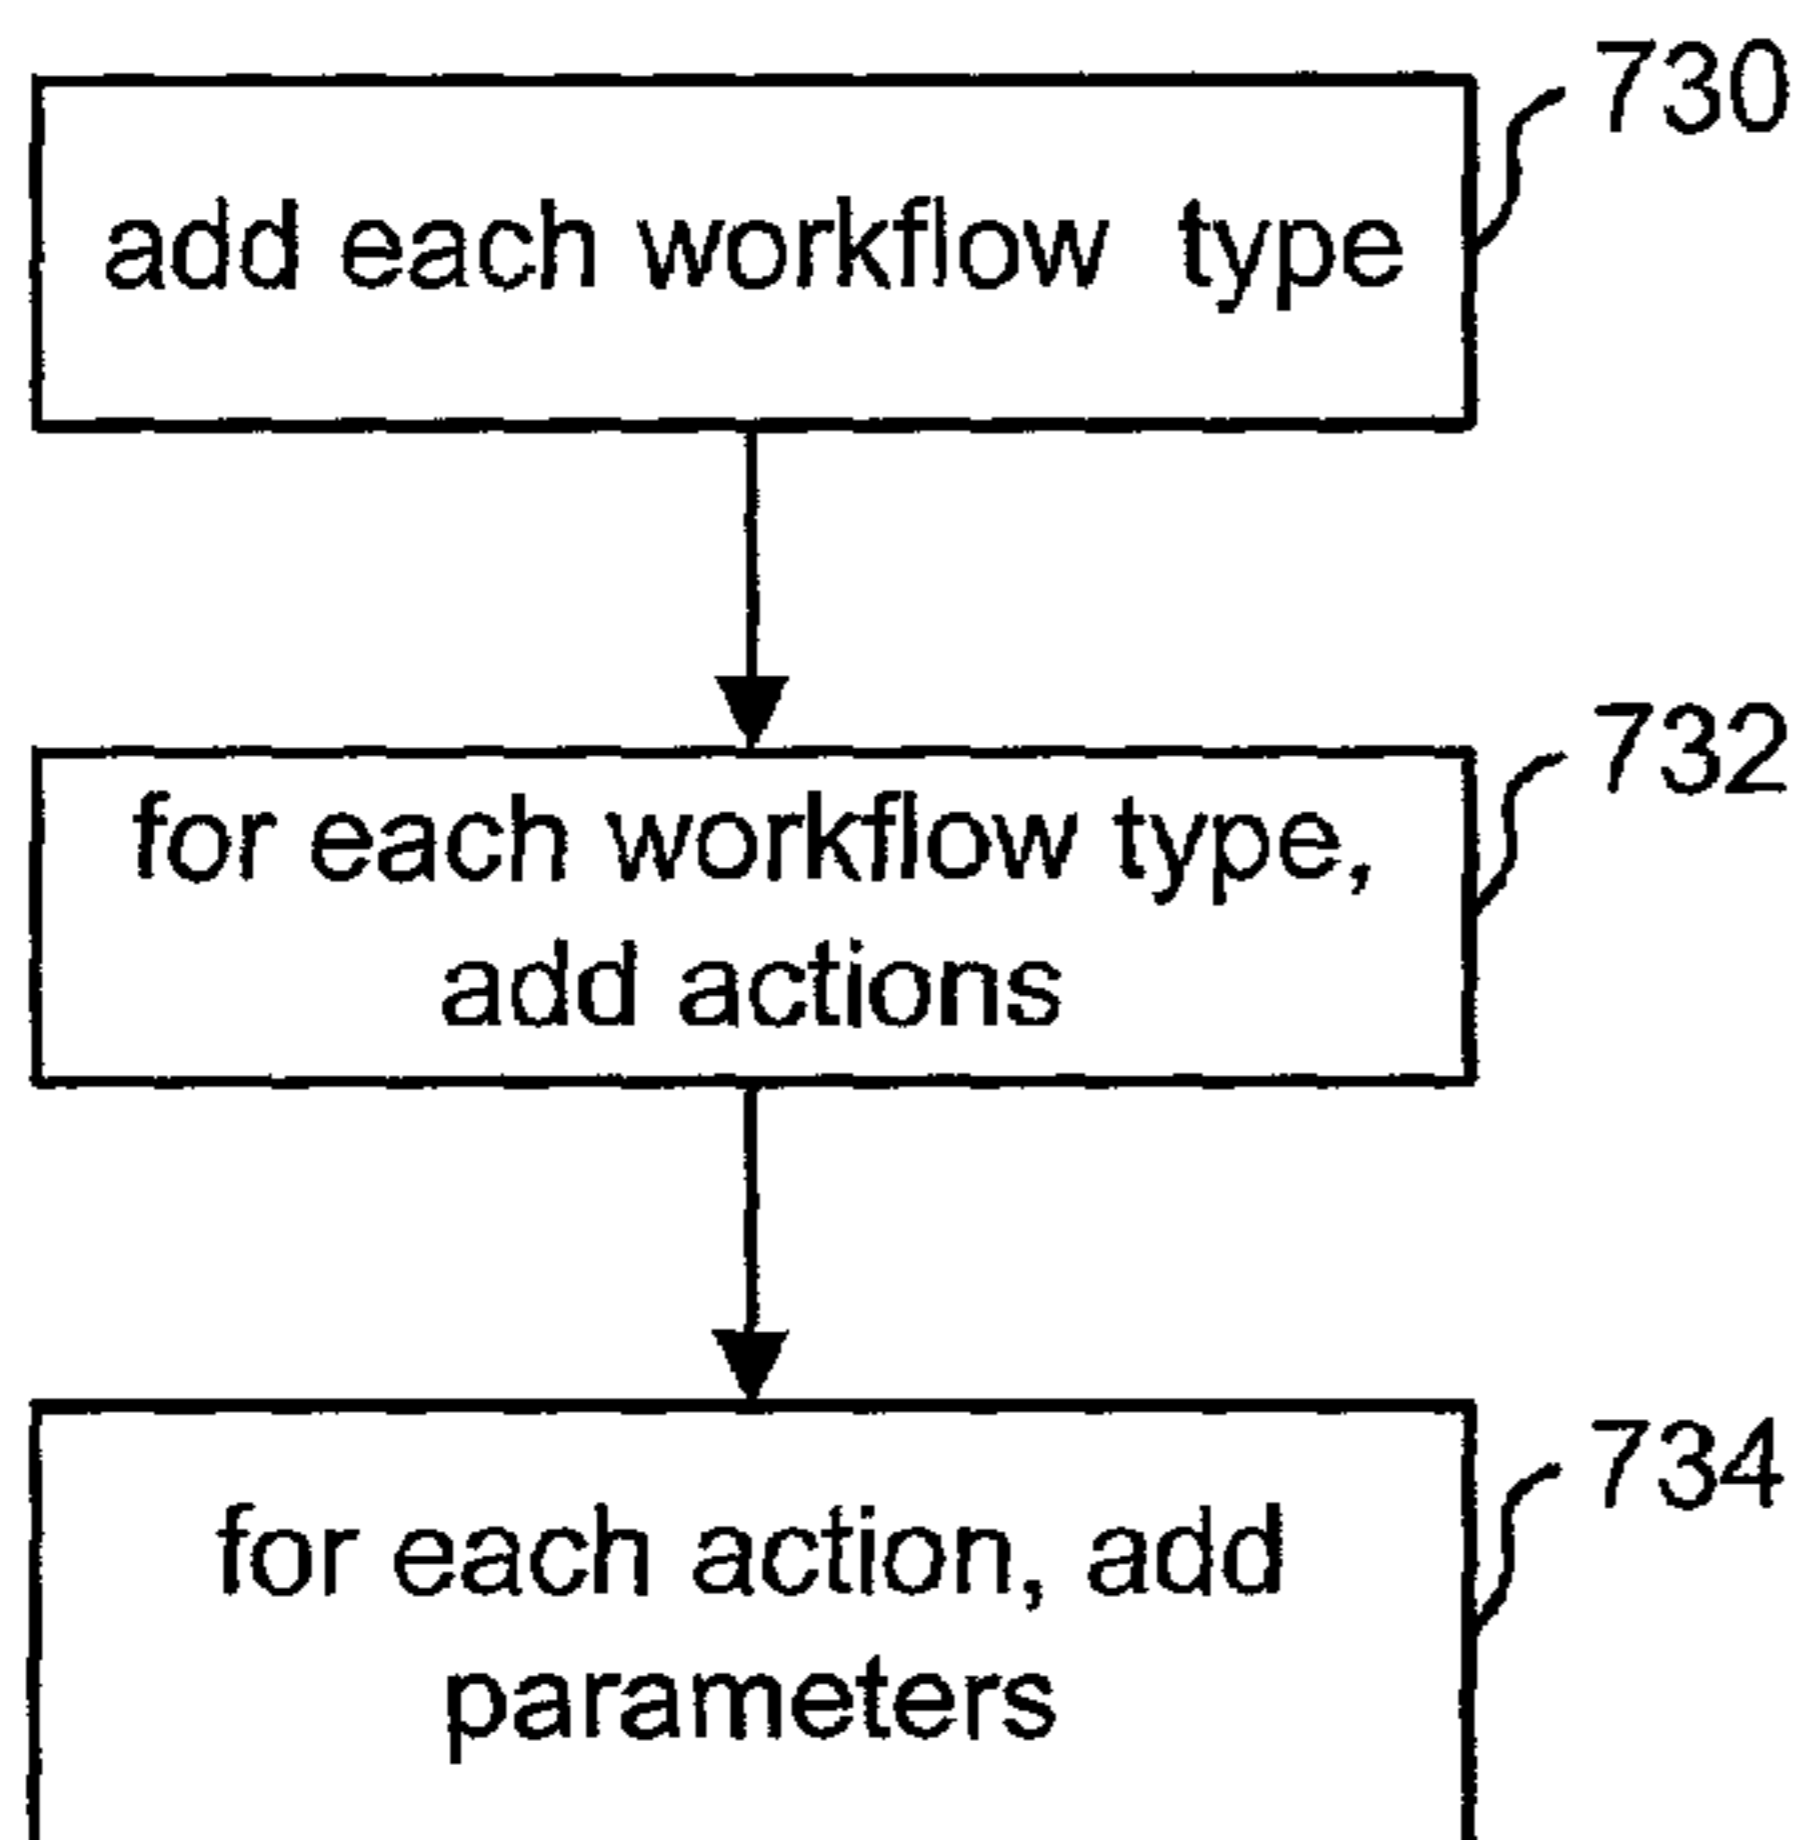 730
add each workflow type
732
for each workflow type,
add actions
734
for each action, add
parameters